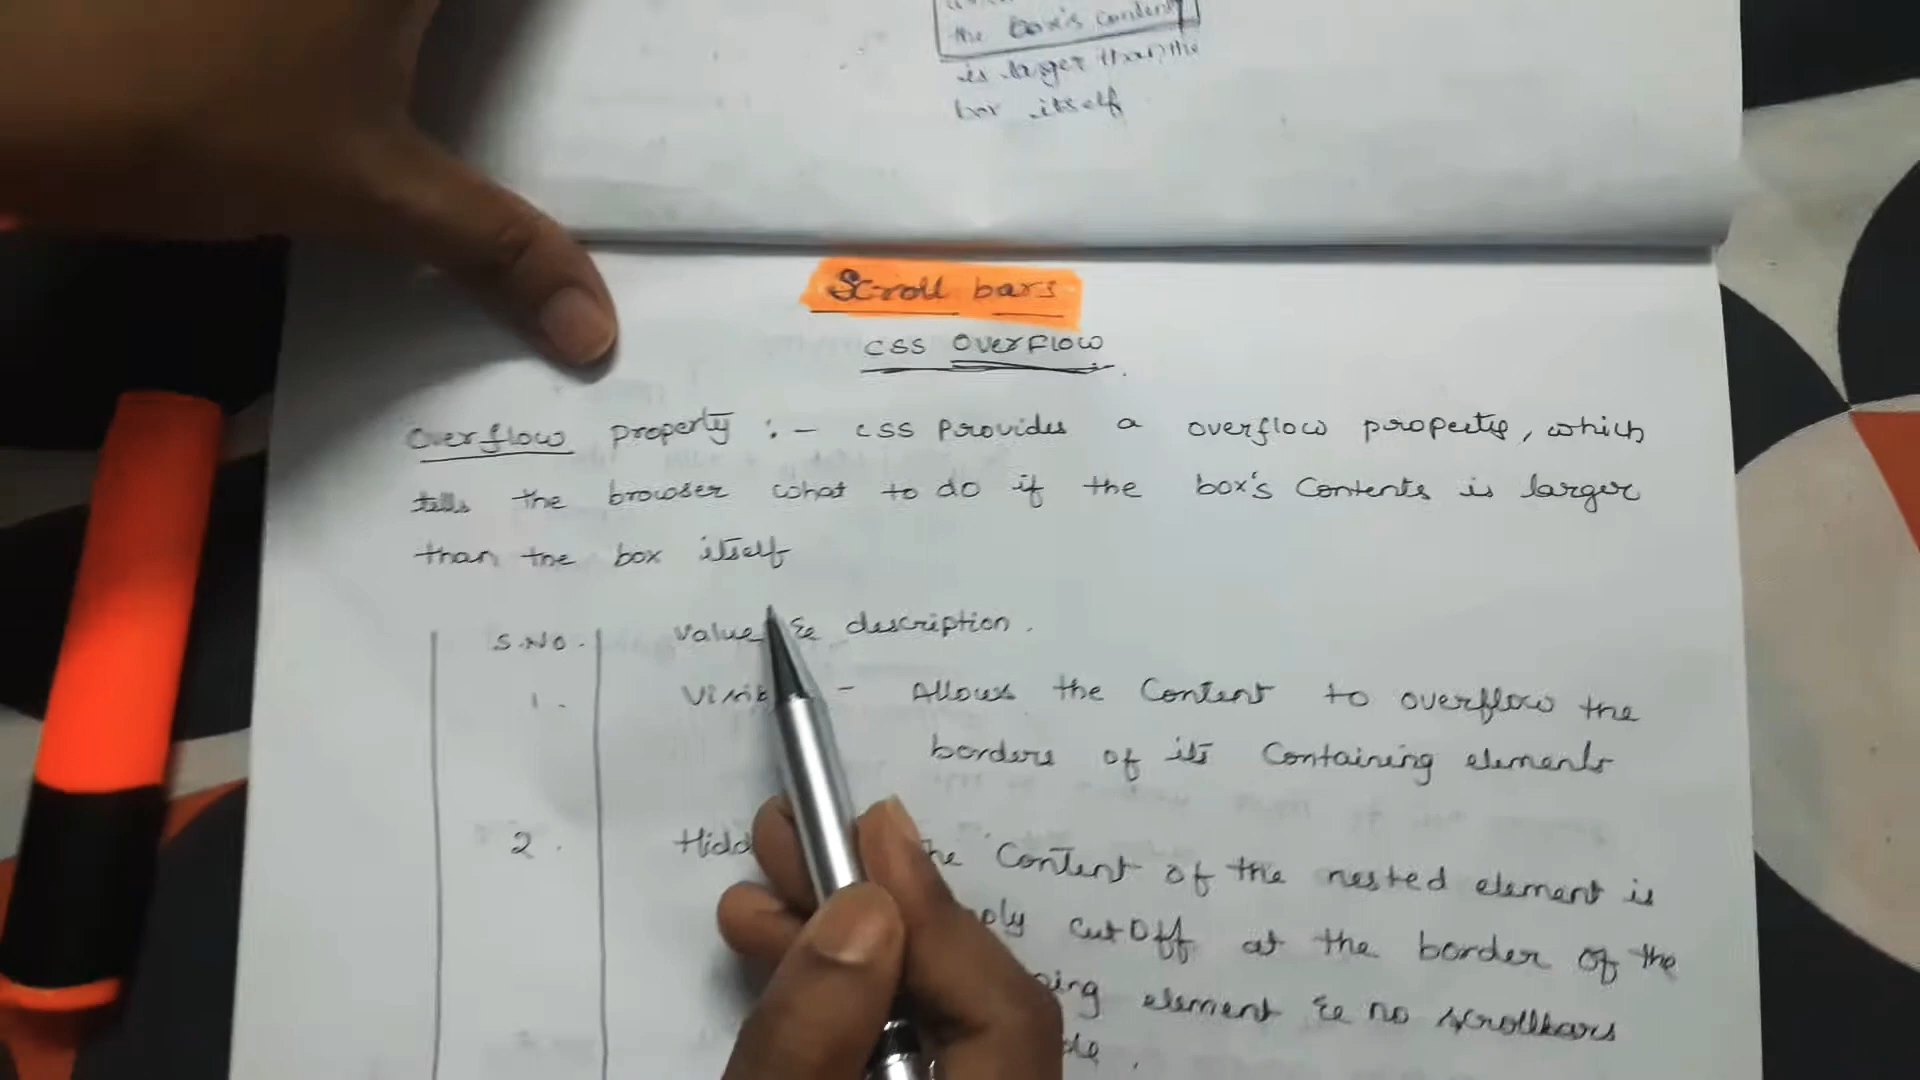 the box's content
is larger than the
box itself
Scroll bars
CSS Overflow
Overflow property :- CSS provides a overflow property, which
tells the browser what to do if the box's Contents is larger
than the box itself
S.No. Value & description.
1. - Allows the Content to overflow the
borders of its Containing elements
2. Content of the nested element is
cutoff at the border of the
element & no scrollbars